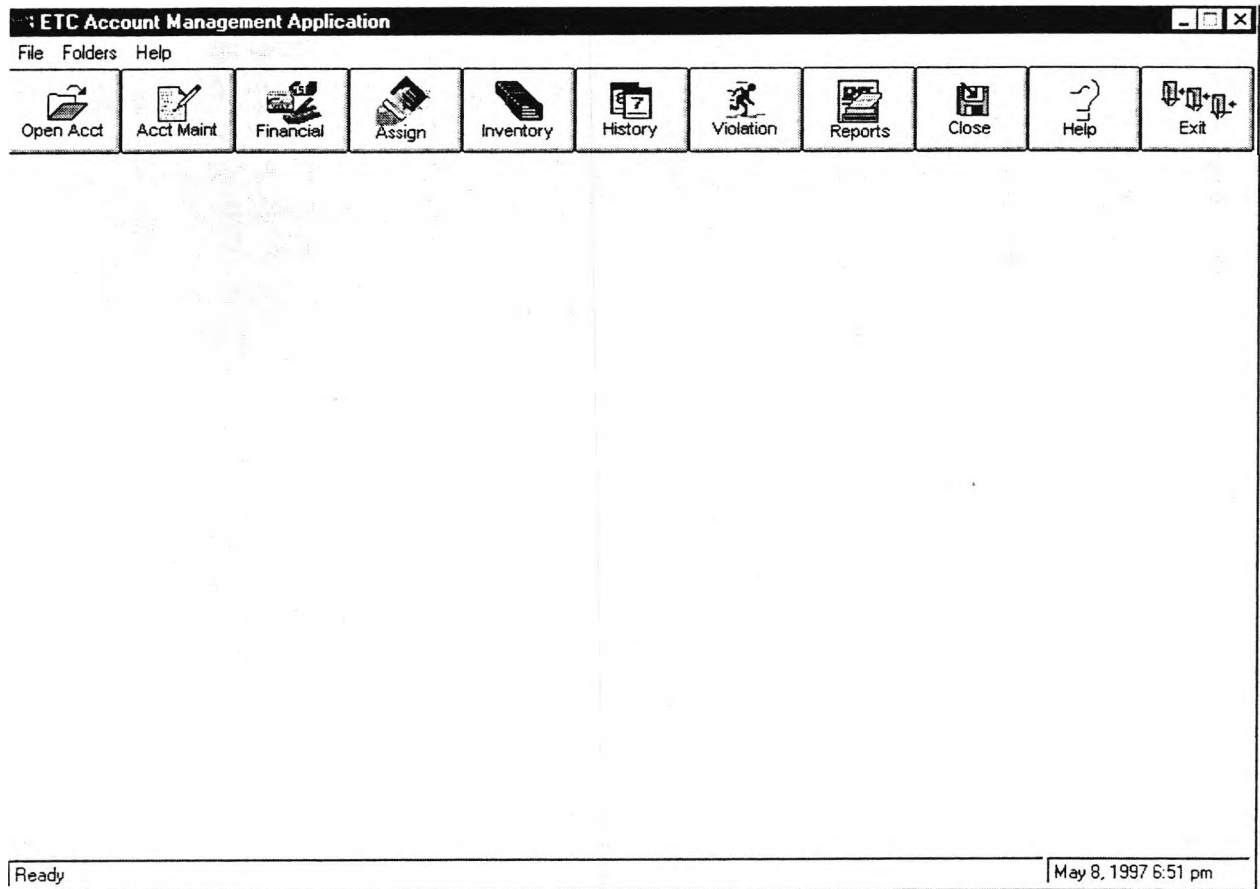 ETC Account Management Application
File Folders Help
Open Acct Acct Maint Financial Assign Inventory History Violation Reports Close Help Exit
Ready May 8, 1997 6:51 pm